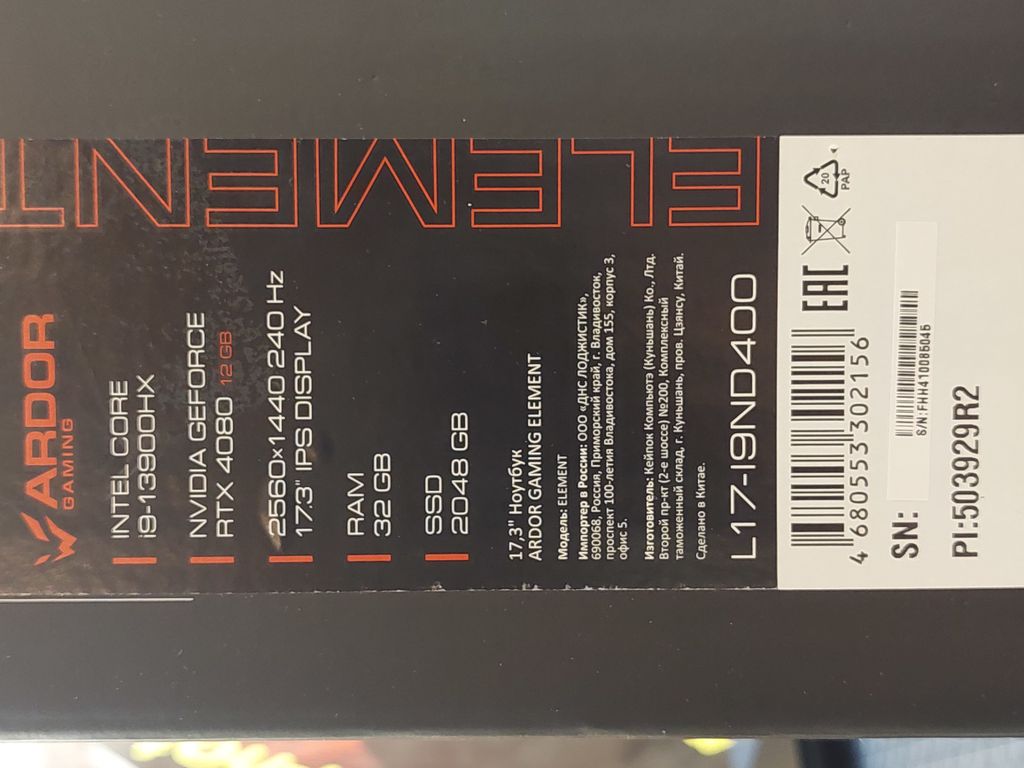 ARDOR
GAMING
INTEL CORE
i9-13900HX
NVIDIA GEFORCE
RTX 4080 12 GB
2560x1440 240 Hz
17,3" IPS DISPLAY
RAM
32 GB
SSD
2048 GB
17,3" Ноутбук
ARDOR GAMING ELEMENT
Модель: ELEMENT
Импортер в России: ООО «ДНС ЛОДЖИСТИК»,
690068, Россия, Приморский край, г. Владивосток,
проспект 100-летия Владивостока, дом 155, корпус 3,
офис 5.
Изготовитель: Кейпок Компьютэ (Куньшань) Ко., Лтд.
Второй пр-кт (2-е шоссе) №200, Комплексный
таможенный склад, г. Куньшань, пров. Цзянсу, Китай.
Сделано в Китае.
L17-I9ND400
ELEMENT
4 680553 302156
EAC
20
PAP
SN:
S/N:FHH410086046
PI:503929R2